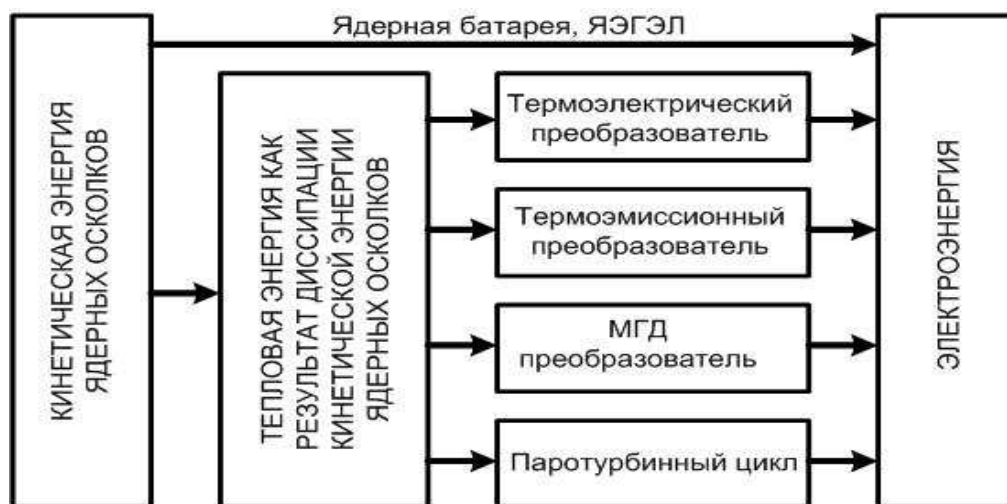 Ядерная батарея, ЯЭГЭЛ
КИНЕТИЧЕСКАЯ ЭНЕРГИЯ
ЯДЕРНЫХ ОСКОЛКОВ
ТЕПЛОВАЯ ЭНЕРГИЯ КАК
РЕЗУЛЬТАТ ДИССИПАЦИИ
КИНЕТИЧЕСКОЙ ЭНЕРГИИ
ЯДЕРНЫХ ОСКОЛКОВ
Термоэлектрический
преобразователь
Термоэмиссионный
преобразователь
МГД
преобразователь
Паротурбинный цикл
ЭЛЕКТРОЭНЕРГИЯ